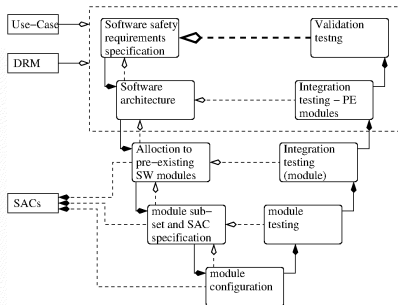 Use-Case
DRM
SACs
Software safety
requirements
specification
Validation
testng
Software
architecture
Integration
testing - PE
modules
Alloction to
pre-existing
SW modules
Integration
testing
(module)
module sub-
set and SAC
specification
module
testing
module
configuration